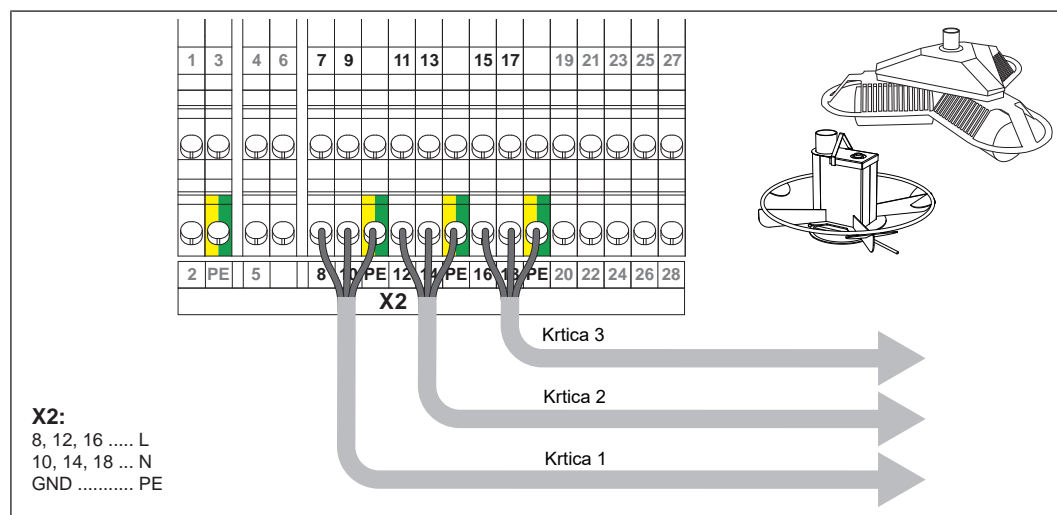 1 3 4 6 7 9 11 13 15 17 19 21 23 25 27
2 PE 5 8 10 PE 12 14 PE 16 18 PE 20 22 24 26 28
X2
Krtica 3
Krtica 2
Krtica 1
X2:
8, 12, 16 ..... L
10, 14, 18 ... N
GND ........... PE